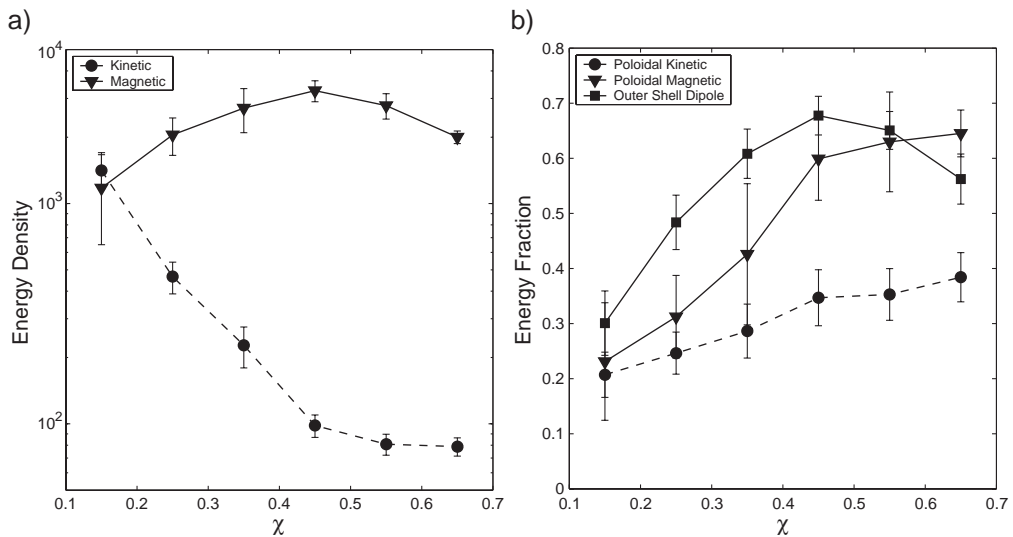 a)
10^4
10^3
10^2
Energy Density
Kinetic
Magnetic
0.1 0.2 0.3 0.4 0.5 0.6 0.7
χ
b)
0.8
0.7
0.6
0.5
0.4
0.3
0.2
0.1
0
Energy Fraction
Poloidal Kinetic
Poloidal Magnetic
Outer Shell Dipole
0.1 0.2 0.3 0.4 0.5 0.6 0.7
χ